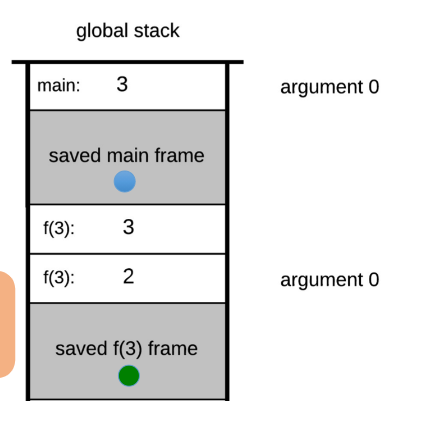 global stack
main: 3 argument 0
saved main frame
f(3): 3
f(3): 2 argument 0
saved f(3) frame